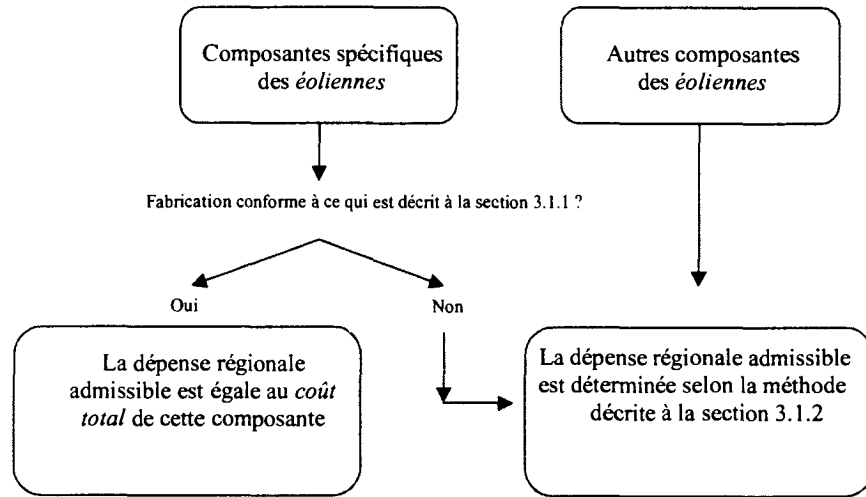 Composantes spécifiques
des éoliennes
Autres composantes
des éoliennes
Fabrication conforme à ce qui est décrit à la section 3.1.1 ?
Oui
Non
La dépense régionale
admissible est égale au coût
total de cette composante
La dépense régionale admissible
est déterminée selon la méthode
décrite à la section 3.1.2